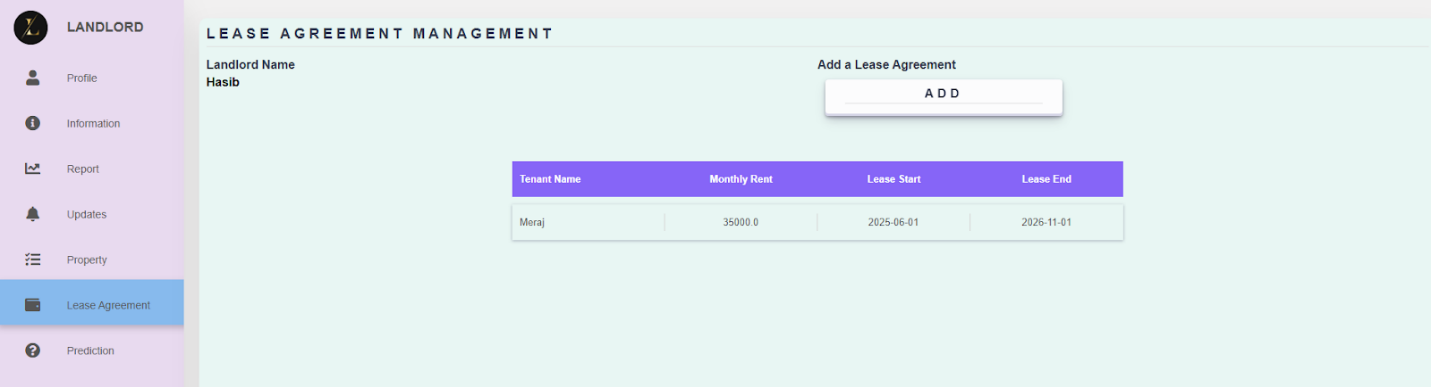 LANDLORD
Profile
Information
Report
Updates
Property
Lease Agreement
Prediction
LEASE AGREEMENT MANAGEMENT
Landlord Name
Hasib
Add a Lease Agreement
ADD
Tenant Name Monthly Rent Lease Start Lease End
Meraj 35000.0 2025-06-01 2026-11-01